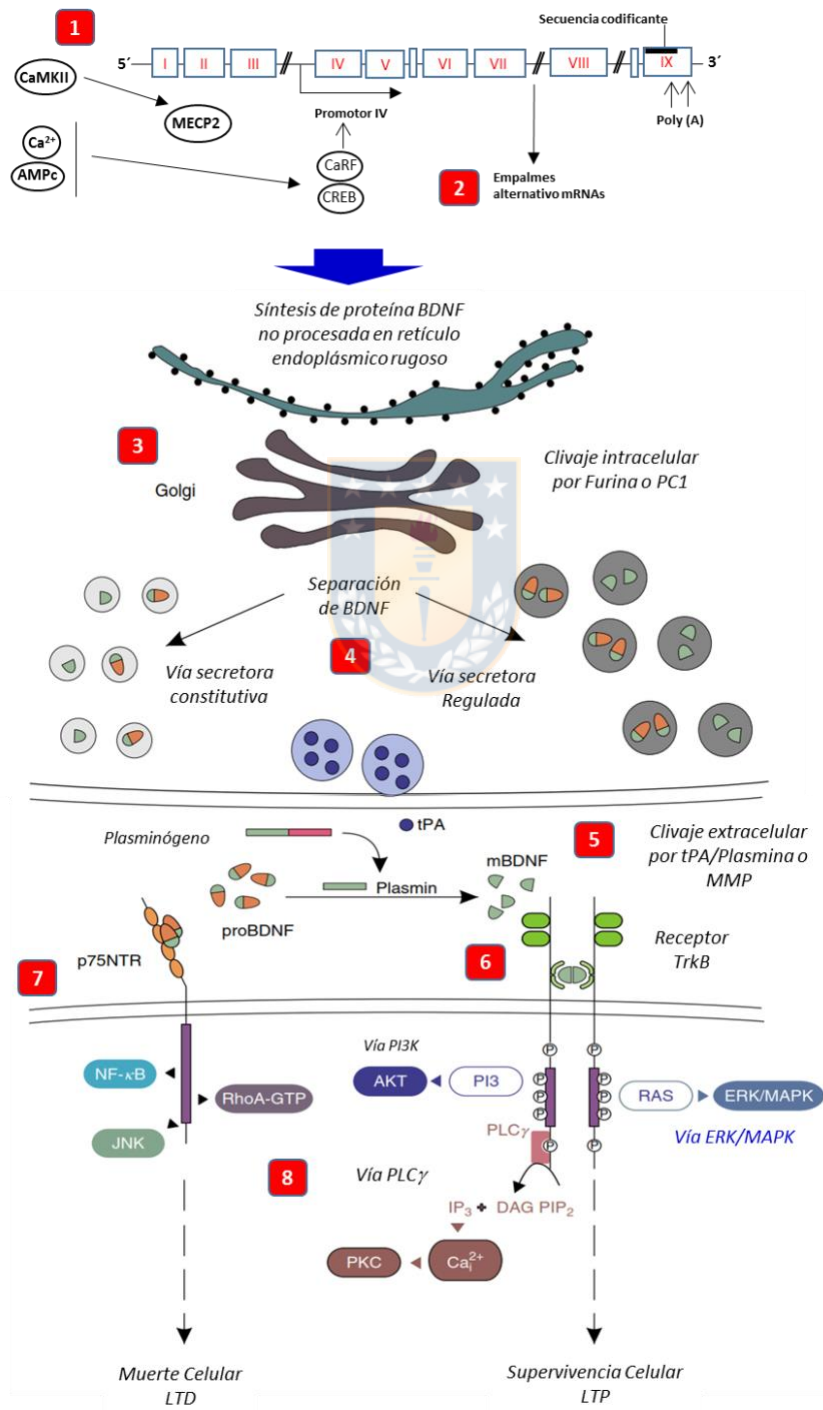 Secuencia codificante
1
5´
I
II
III
IV
V
VI
VII
VIII
IX
3´
CaMKII
MECP2
Promotor IV
Poly (A)
Ca2+
AMPc
CaRF
CREB
2
Empalmes
alternativo mRNAs
Síntesis de proteína BDNF
no procesada en retículo
endoplásmico rugoso
3
Golgi
Clivaje intracelular
por Furina o PC1
Separación
de BDNF
4
Vía secretora
constitutiva
Vía secretora
Regulada
tPA
5
Clivaje extracelular
por tPA/Plasmina o
MMP
Plasminógeno
mBDNF
Plasmin
proBDNF
p75NTR
Receptor
TrkB
6
7
Vía PI3K
P
P
NF-κB
AKT
PI3
P
P
P
P
P
P
RAS
ERK/MAPK
RhoA-GTP
JNK
PLCγ
P
P
Vía ERK/MAPK
8
Vía PLCγ
IP3 + DAG PIP2
PKC
Cai2+
Muerte Celular
LTD
Supervivencia Celular
LTP